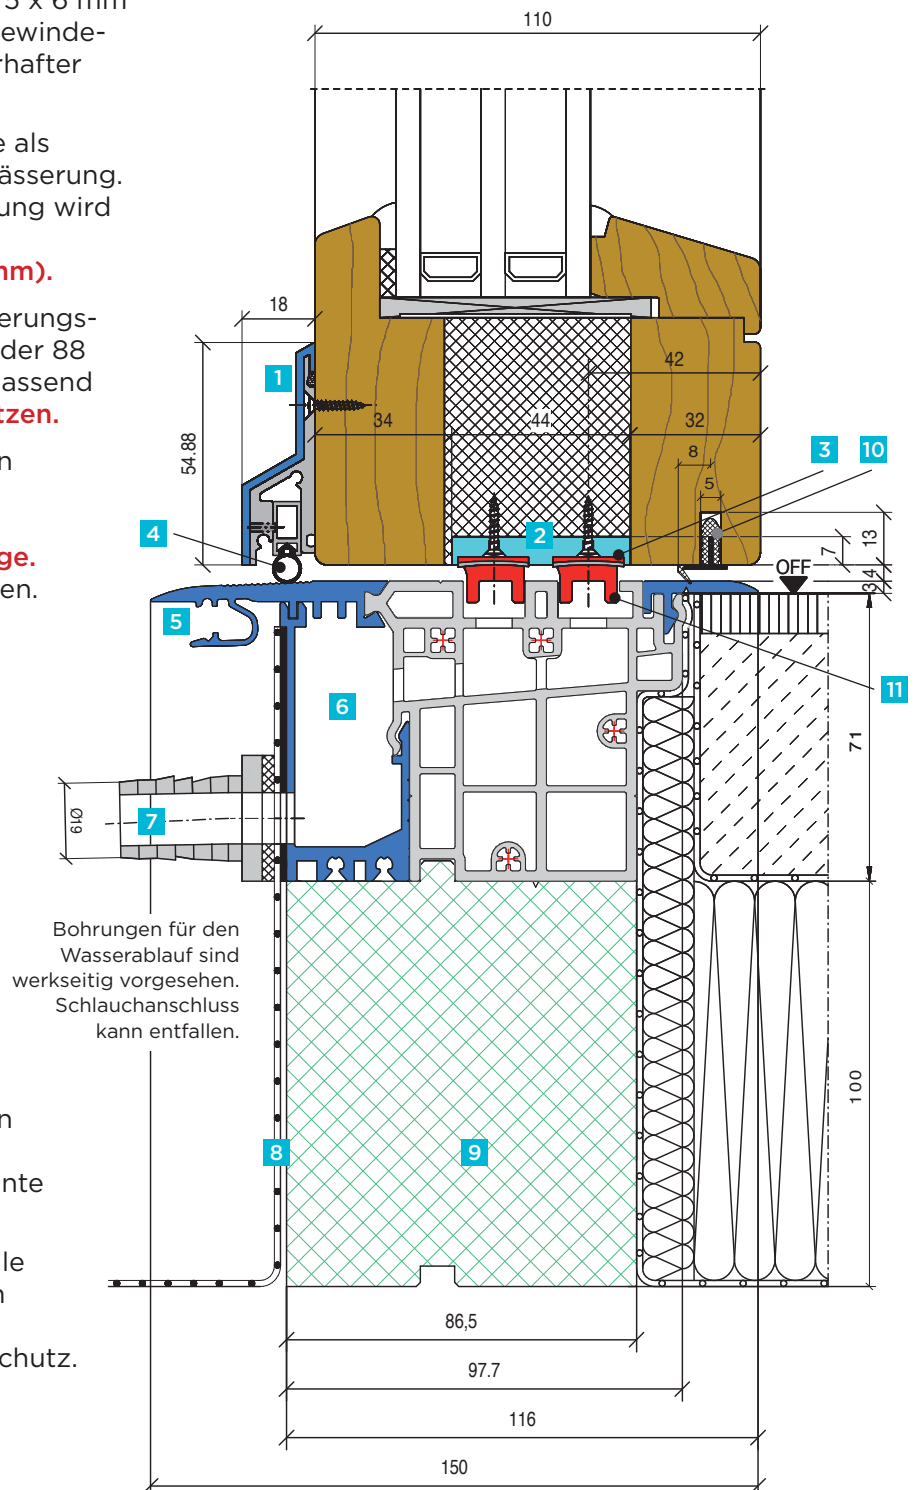 5 x 6 mm
ewinde-
rhafter
e als
ässerung.
ung wird
nm).
erungs-
der 88
assend
tzen.
n
ge.
en.
110
18
1
42
34
44
32
54.88
8
3
10
5
2
4
13
7
OFF
4
3
5
6
11
71
Ø19
7
Bohrungen für den
Wasserablauf sind
werkseitig vorgesehen.
Schlauchanschluss
kann entfallen.
100
n
8
9
nte
le
n
chutz.
86,5
97.7
116
150